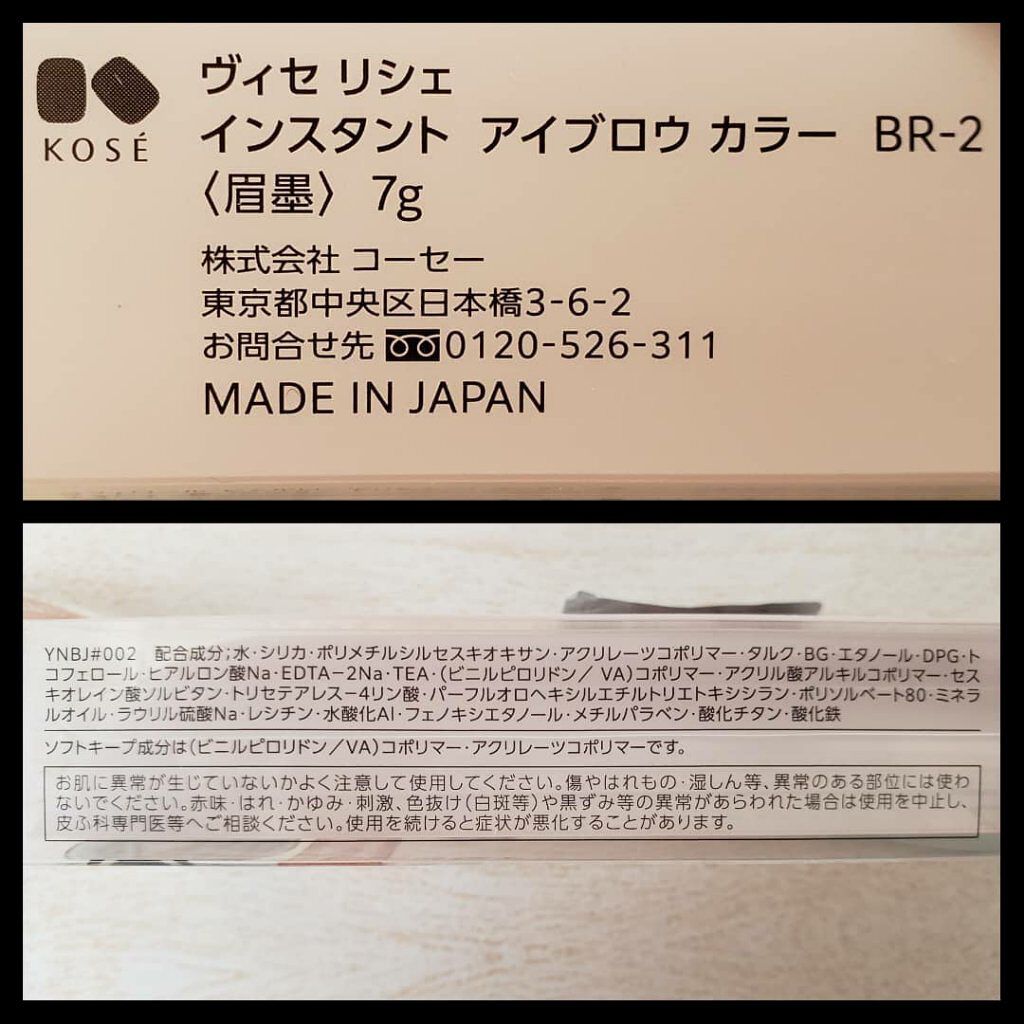 KOSÉ
ヴィセ リシェ
インスタント アイブロウ カラー BR-2
〈眉墨〉 7g
株式会社 コーセー
東京都中央区日本橋3-6-2
お問合せ先 0120-526-311
MADE IN JAPAN
YNBJ#002 配合成分;水・シリカ・ポリメチルシルセスキオキサン・アクリレーツコポリマー・タルク・BG・エタノール・DPG・ト
コフェロール・ヒアルロン酸Na・EDTA-2Na・TEA・(ビニルピロリドン/VA)コポリマー・アクリル酸アルキルコポリマー・セス
キオレイン酸ソルビタン・トリセテアレス-4リン酸・パーフルオロヘキシルエチルトリエトキシシラン・ポリソルベート80・ミネラ
ルオイル・ラウリル硫酸Na・レシチン・水酸化Al・フェノキシエタノール・メチルパラベン・酸化チタン・酸化鉄
ソフトキープ成分は(ビニルピロリドン/VA)コポリマー・アクリレーツコポリマーです。
お肌に異常が生じていないかよく注意して使用してください。傷やはれもの・湿しん等、異常のある部位には使わ
ないでください。赤味・はれ・かゆみ・刺激、色抜け(白斑等)や黒ずみ等の異常があらわれた場合は使用を中止し、
皮ふ科専門医等へご相談ください。使用を続けると症状が悪化することがあります。